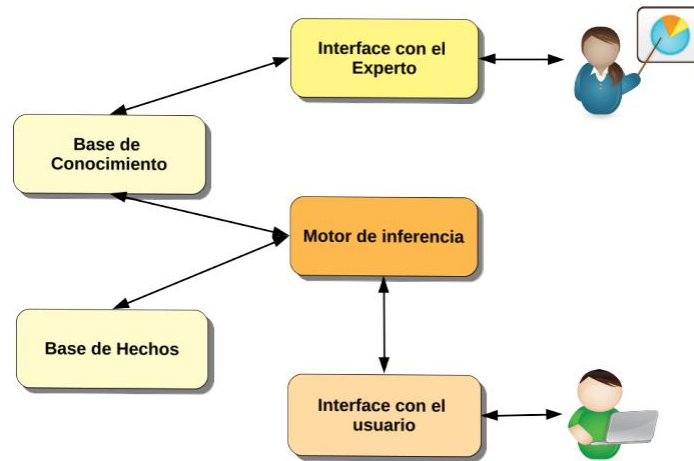 Interface con el
Experto
Base de
Conocimiento
Motor de inferencia
Base de Hechos
Interface con el
usuario